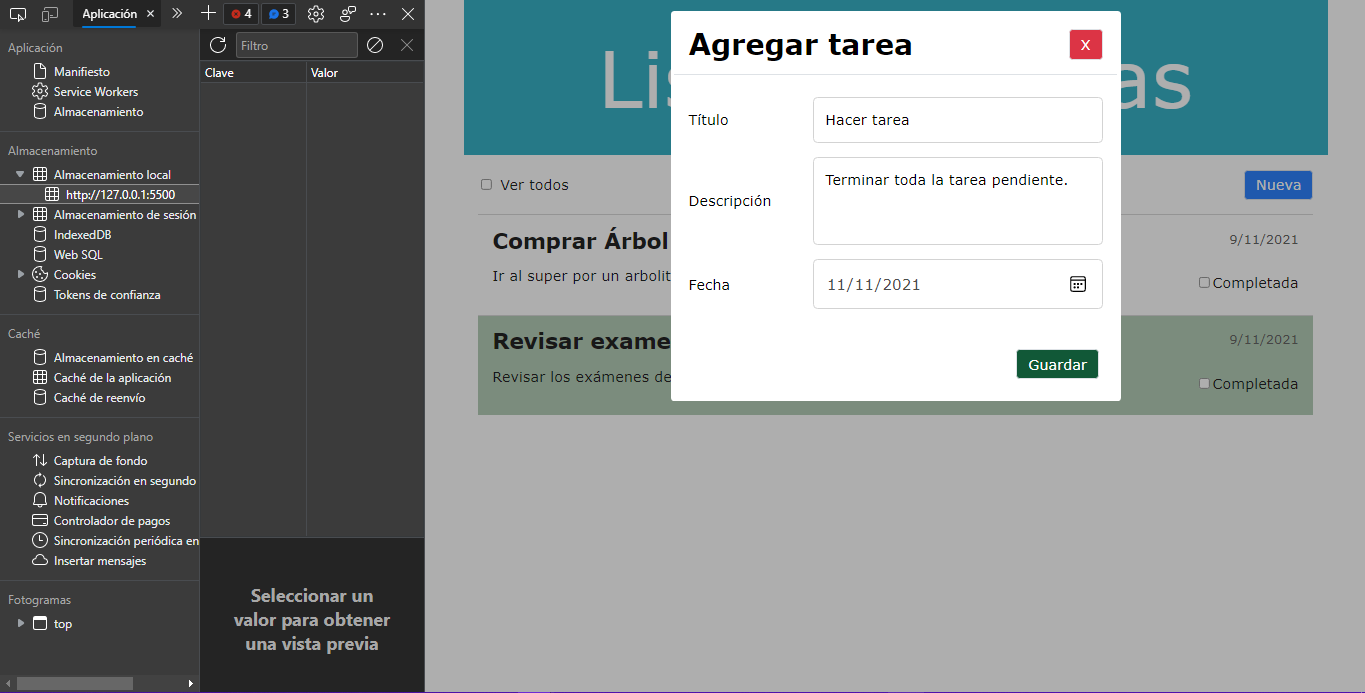 Aplicación
4
3
Aplicación
Manifiesto
Service Workers
Almacenamiento
Almacenamiento
Almacenamiento local
http://127.0.0.1:5500
Almacenamiento de sesión
IndexedDB
Web SQL
Cookies
Tokens de confianza
Caché
Almacenamiento en caché
Caché de la aplicación
Caché de reenvío
Servicios en segundo plano
Captura de fondo
Sincronización en segundo
Notificaciones
Controlador de pagos
Sincronización periódica en
Insertar mensajes
Fotogramas
top
Filtro
Clave Valor
Seleccionar un
valor para obtener
una vista previa
Agregar tarea X
Título Hacer tarea
Descripción Terminar toda la tarea pendiente.
Fecha 11/11/2021
Guardar
Ver todos Nueva
Comprar Árbol 9/11/2021
Ir al super por un arbolit Completada
Revisar exame 9/11/2021
Revisar los exámenes de Completada